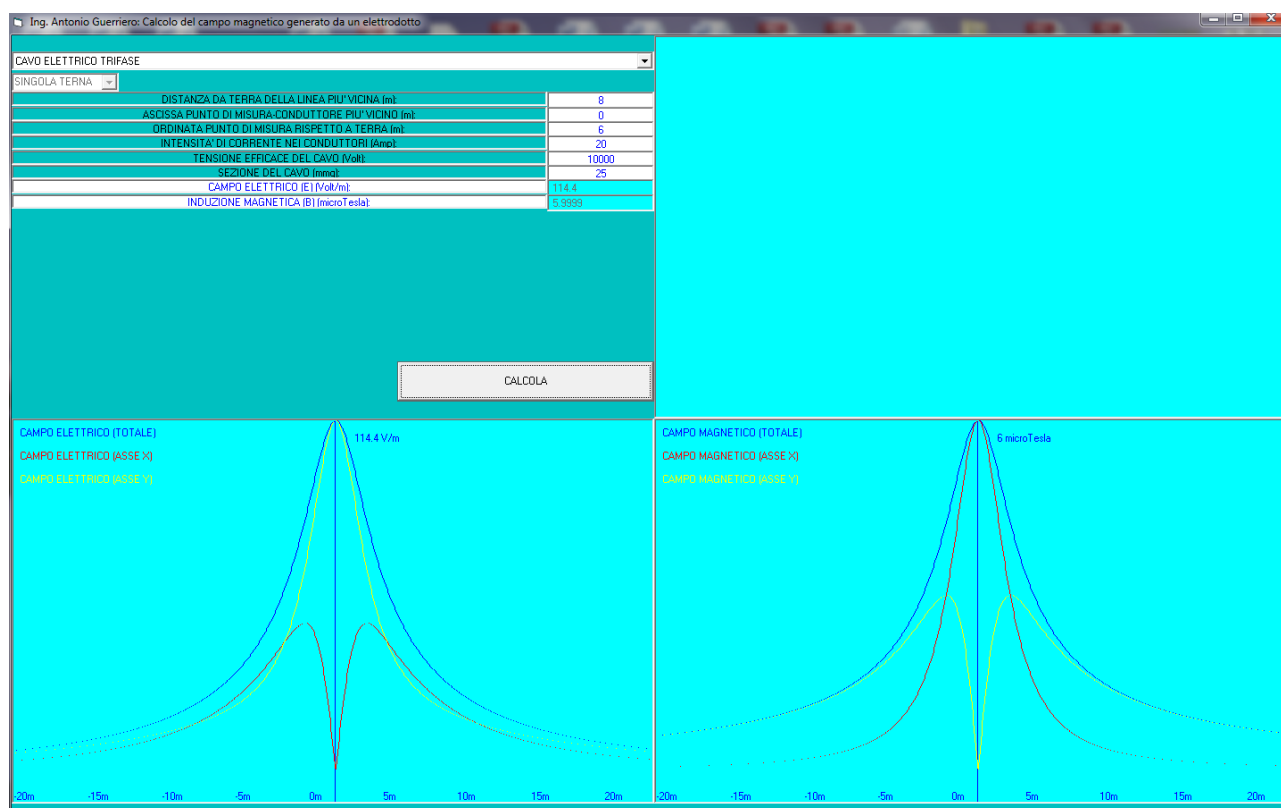 Ing. Antonio Guerriero: Calcolo del campo magnetico generato da un elettrodotto
CAVO ELETTRICO TRIFASE
SINGOLA TERNA
DISTANZA DA TERRA DELLA LINEA PIU' VICINA (m): 8
ASCISSA PUNTO DI MISURA-CONDUTTORE PIU' VICINO (m): 0
ORDINATA PUNTO DI MISURA RISPETTO A TERRA (m): 6
INTENSITA' DI CORRENTE NEI CONDUTTORI (Amp): 20
TENSIONE EFFICACE DEL CAVO (Volt): 10000
SEZIONE DEL CAVO (mmq): 25
CAMPO ELETTRICO (E) (Volt/m): 114.4
INDUZIONE MAGNETICA (B) (microTesla): 5.9999
CALCOLA
CAMPO ELETTRICO (TOTALE)
114.4 V/m
CAMPO ELETTRICO (ASSE X)
CAMPO ELETTRICO (ASSE Y)
-20m -15m -10m -5m 0m 5m 10m 15m 20m
CAMPO MAGNETICO (TOTALE)
6 microTesla
CAMPO MAGNETICO (ASSE X)
CAMPO MAGNETICO (ASSE Y)
-20m -15m -10m -5m 0m 5m 10m 15m 20m